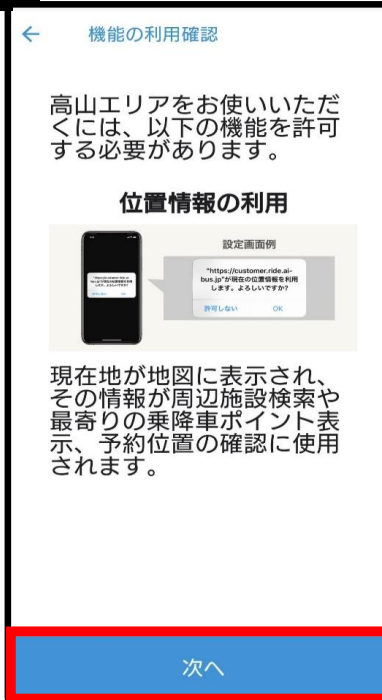 ← 機能の利用確認
高山エリアをお使いいただ
くには、以下の機能を許可
する必要があります。
位置情報の利用
設定画面例
"https://customer.ride.ai-
bus.jp"が現在の位置情報を利用
します。よろしいですか?
許可しない OK
現在地が地図に表示され、
その情報が周辺施設検索や
最寄りの乗降車ポイント表
示、予約位置の確認に使用
されます。
次へ